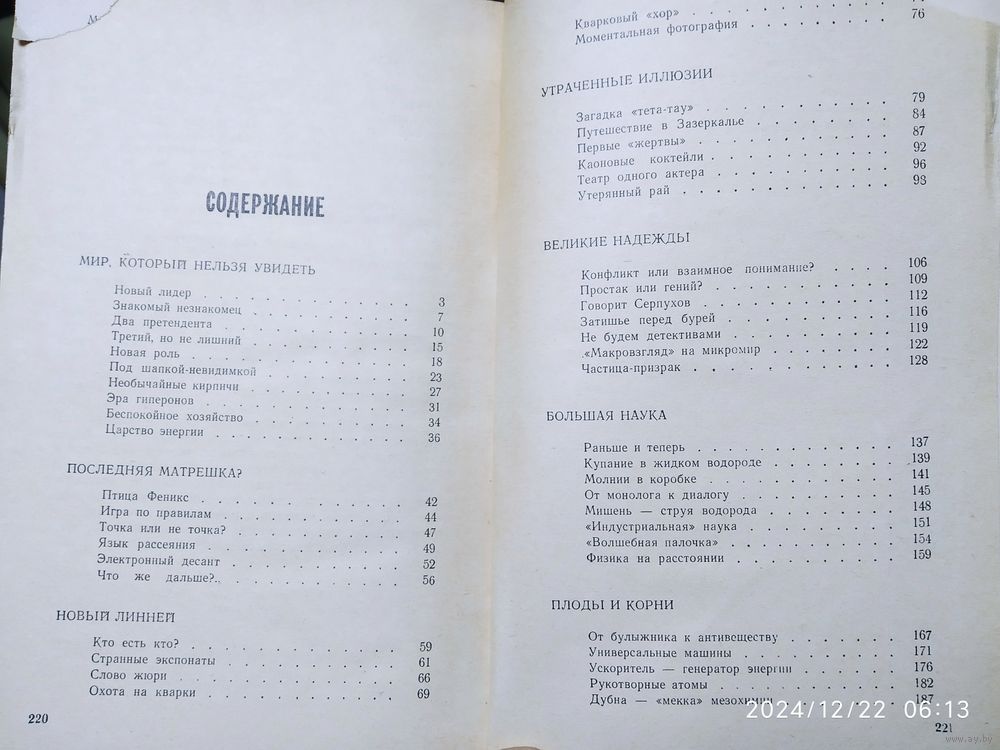 СОДЕРЖАНИЕ
МИР, КОТОРЫЙ НЕЛЬЗЯ УВИДЕТЬ
Новый лидер . . . . . . . . . . . . 3
Знакомый незнакомец . . . . . . . . . 7
Два претендента . . . . . . . . . . . 10
Третий, но не лишний . . . . . . . . . 15
Новая роль . . . . . . . . . . . . 18
Под шапкой-невидимкой . . . . . . . . 23
Необычайные кирпичи . . . . . . . . . 27
Эра гиперонов . . . . . . . . . . . 31
Беспокойное хозяйство . . . . . . . . . 34
Царство энергии . . . . . . . . . . . 36
ПОСЛЕДНЯЯ МАТРЕШКА?
Птица Феникс . . . . . . . . . . . 42
Игра по правилам . . . . . . . . . . 44
Точка или не точка? . . . . . . . . . 47
Язык рассеяния . . . . . . . . . . . 49
Электронный десант . . . . . . . . . . 52
Что же дальше?.. . . . . . . . . . . 56
НОВЫЙ ЛИННЕЙ
Кто есть кто? . . . . . . . . . . . 59
Странные экспонаты . . . . . . . . . . 61
Слово жюри . . . . . . . . . . . . 66
Охота на кварки . . . . . . . . . . . 69
220
Кварковый «хор» . . . . . . . . . .
Моментальная фотография . . . . . . . . 76
УТРАЧЕННЫЕ ИЛЛЮЗИИ
Загадка «тета-тау» . . . . . . . . . . 79
Путешествие в Зазеркалье . . . . . . . . 84
Первые «жертвы» . . . . . . . . . . 87
Каоновые коктейли . . . . . . . . . . 92
Театр одного актера . . . . . . . . . . 96
Утерянный рай . . . . . . . . . . . 98
ВЕЛИКИЕ НАДЕЖДЫ
Конфликт или взаимное понимание? . . . . 106
Простак или гений? . . . . . . . . . . 109
Говорит Серпухов . . . . . . . . . . 112
Затишье перед бурей . . . . . . . . . 116
Не будем детективами . . . . . . . . . 119
«Макровзгляд» на микромир . . . . . . . 122
Частица-призрак . . . . . . . . . . . 128
БОЛЬШАЯ НАУКА
Раньше и теперь . . . . . . . . . . . 137
Купание в жидком водороде . . . . . . . 139
Молнии в коробке . . . . . . . . . . 141
От монолога к диалогу . . . . . . . . . 145
Мишень — струя водорода . . . . . . . . 148
«Индустриальная» наука . . . . . . . . 151
«Волшебная палочка» . . . . . . . . . 154
Физика на расстоянии . . . . . . . . . 159
ПЛОДЫ И КОРНИ
От булыжника к антивеществу . . . . . . 167
Универсальные машины . . . . . . . . . 171
Ускоритель — генератор энергии . . . . . 176
Рукотворные атомы . . . . . . . . . . 182
Дубна — «мекка» мезохимии . . . . . . . 187
221
2024/12/22 06:13
www.ay.by